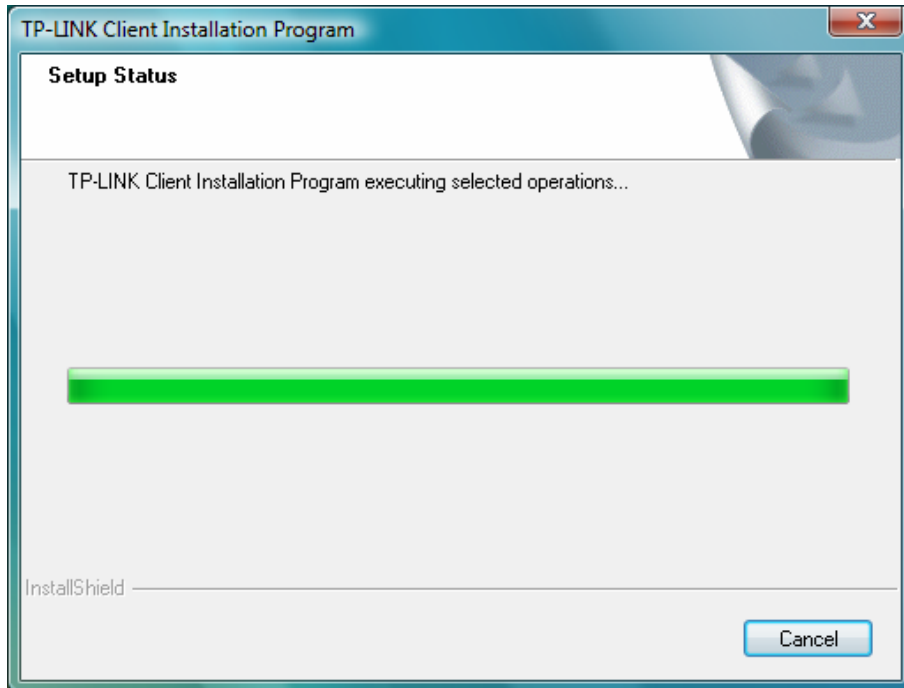 TP-LINK Client Installation Program
Setup Status
TP-LINK Client Installation Program executing selected operations...
InstallShield
Cancel